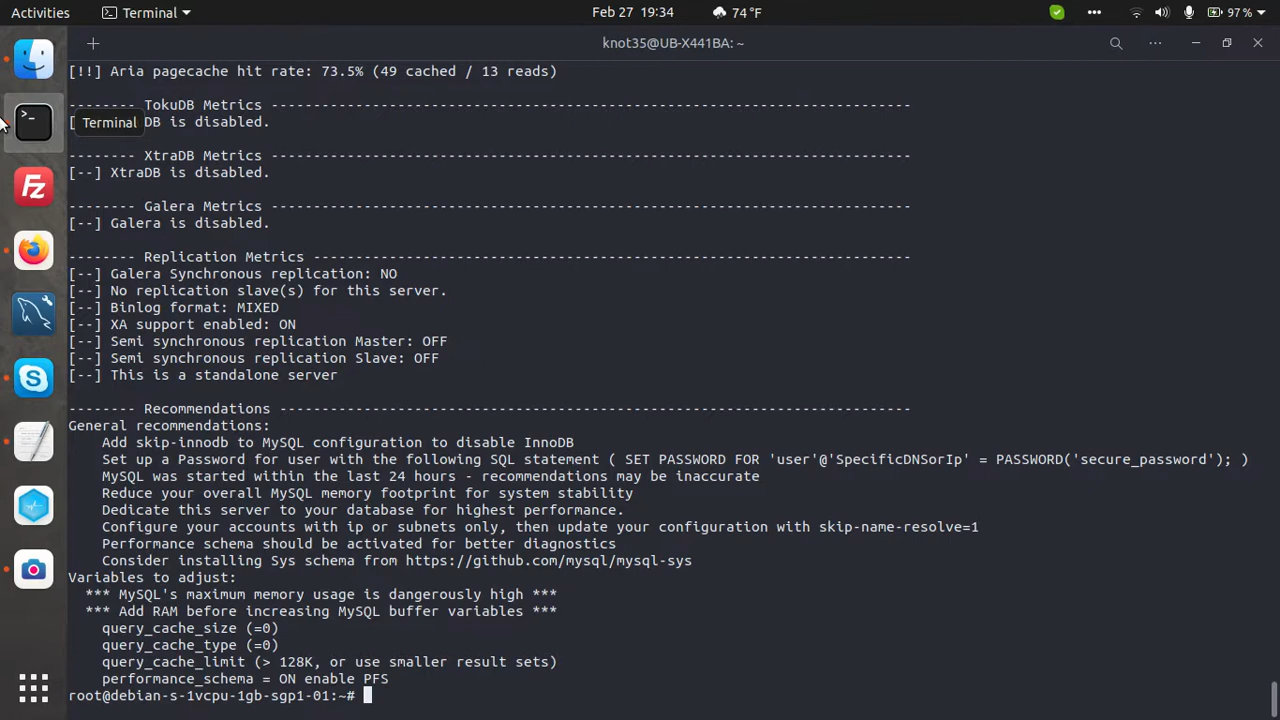 Activities
Terminal
Feb 27 19:34
74 °F
97 %
knot35@UB-X441BA: ~
[!!] Aria pagecache hit rate: 73.5% (49 cached / 13 reads)
-------- TokuDB Metrics ---------------------------------------------------------------------------
[ DB is disabled.
Terminal
-------- XtraDB Metrics ---------------------------------------------------------------------------
[--] XtraDB is disabled.
-------- Galera Metrics ---------------------------------------------------------------------------
[--] Galera is disabled.
-------- Replication Metrics ----------------------------------------------------------------------
[--] Galera Synchronous replication: NO
[--] No replication slave(s) for this server.
[--] Binlog format: MIXED
[--] XA support enabled: ON
[--] Semi synchronous replication Master: OFF
[--] Semi synchronous replication Slave: OFF
[--] This is a standalone server
-------- Recommendations --------------------------------------------------------------------------
General recommendations:
Add skip-innodb to MySQL configuration to disable InnoDB
Set up a Password for user with the following SQL statement ( SET PASSWORD FOR 'user'@'SpecificDNSorIp' = PASSWORD('secure_password'); )
MySQL was started within the last 24 hours - recommendations may be inaccurate
Reduce your overall MySQL memory footprint for system stability
Dedicate this server to your database for highest performance.
Configure your accounts with ip or subnets only, then update your configuration with skip-name-resolve=1
Performance schema should be activated for better diagnostics
Consider installing Sys schema from https://github.com/mysql/mysql-sys
Variables to adjust:
*** MySQL's maximum memory usage is dangerously high ***
*** Add RAM before increasing MySQL buffer variables ***
query_cache_size (=0)
query_cache_type (=0)
query_cache_limit (> 128K, or use smaller result sets)
performance_schema = ON enable PFS
root@debian-s-1vcpu-1gb-sgp1-01:~#